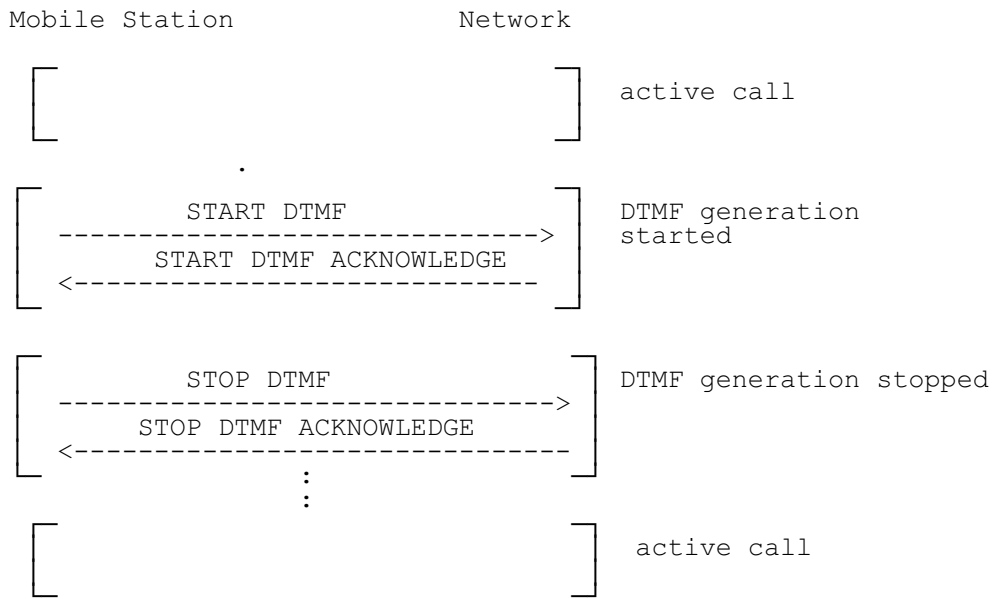 Mobile Station Network
active call
START DTMF
DTMF generation
started
START DTMF ACKNOWLEDGE
STOP DTMF
DTMF generation stopped
STOP DTMF ACKNOWLEDGE
active call